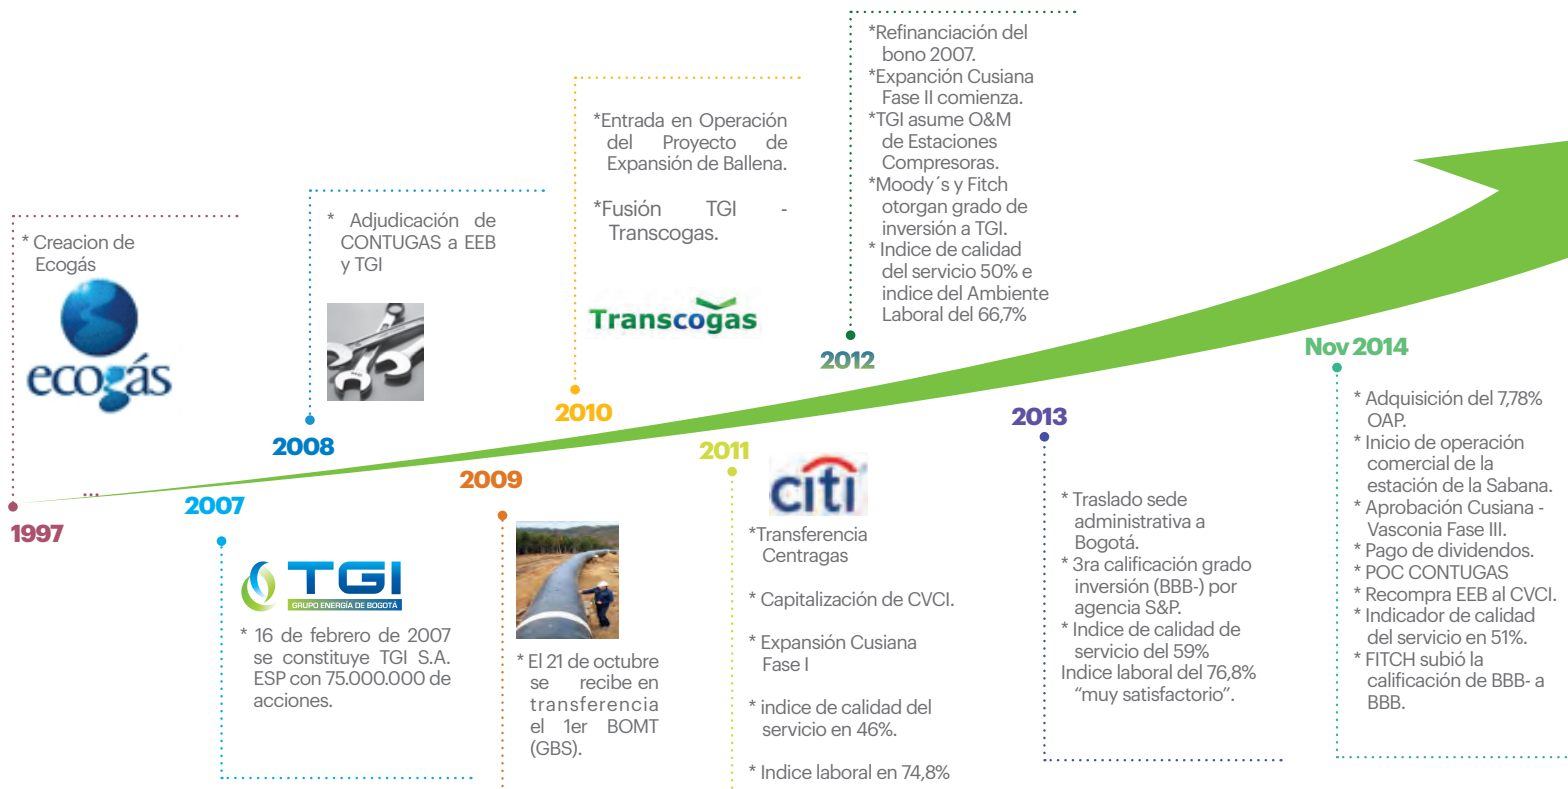 * Creacion de
Ecogás
ecogás
...
1997
2007
TGI
GRUPO ENERGÍA DE BOGOTÁ
* 16 de febrero de 2007
se constituye TGI S.A.
ESP con 75.000.000 de
acciones.
* Adjudicación de
CONTUGAS a EEB
y TGI
2008
2009
* El 21 de octubre
se recibe en
transferencia
el 1er BOMT
(GBS).
*Entrada en Operación
del Proyecto de
Expansión de Ballena.
*Fusión TGI -
Transcogas.
Transcogas
2010
2011
citi
*Transferencia
Centragas
* Capitalización de CVCI.
* Expansión Cusiana
Fase I
* indice de calidad del
servicio en 46%.
* Indice laboral en 74,8%
*Refinanciación del
bono 2007.
*Expanción Cusiana
Fase II comienza.
*TGI asume O&M
de Estaciones
Compresoras.
*Moody´s y Fitch
otorgan grado de
inversión a TGI.
* Indice de calidad
del servicio 50% e
indice del Ambiente
Laboral del 66,7%
2012
2013
* Traslado sede
administrativa a
Bogotá.
* 3ra calificación grado
inversión (BBB-) por
agencia S&P.
* Indice de calidad de
servicio del 59%
Indice laboral del 76,8%
“muy satisfactorio”.
Nov 2014
* Adquisición del 7,78%
OAP.
* Inicio de operación
comercial de la
estación de la Sabana.
* Aprobación Cusiana -
Vasconia Fase III.
* Pago de dividendos.
* POC CONTUGAS
* Recompra EEB al CVCI.
* Indicador de calidad
del servicio en 51%.
* FITCH subió la
calificación de BBB- a
BBB.